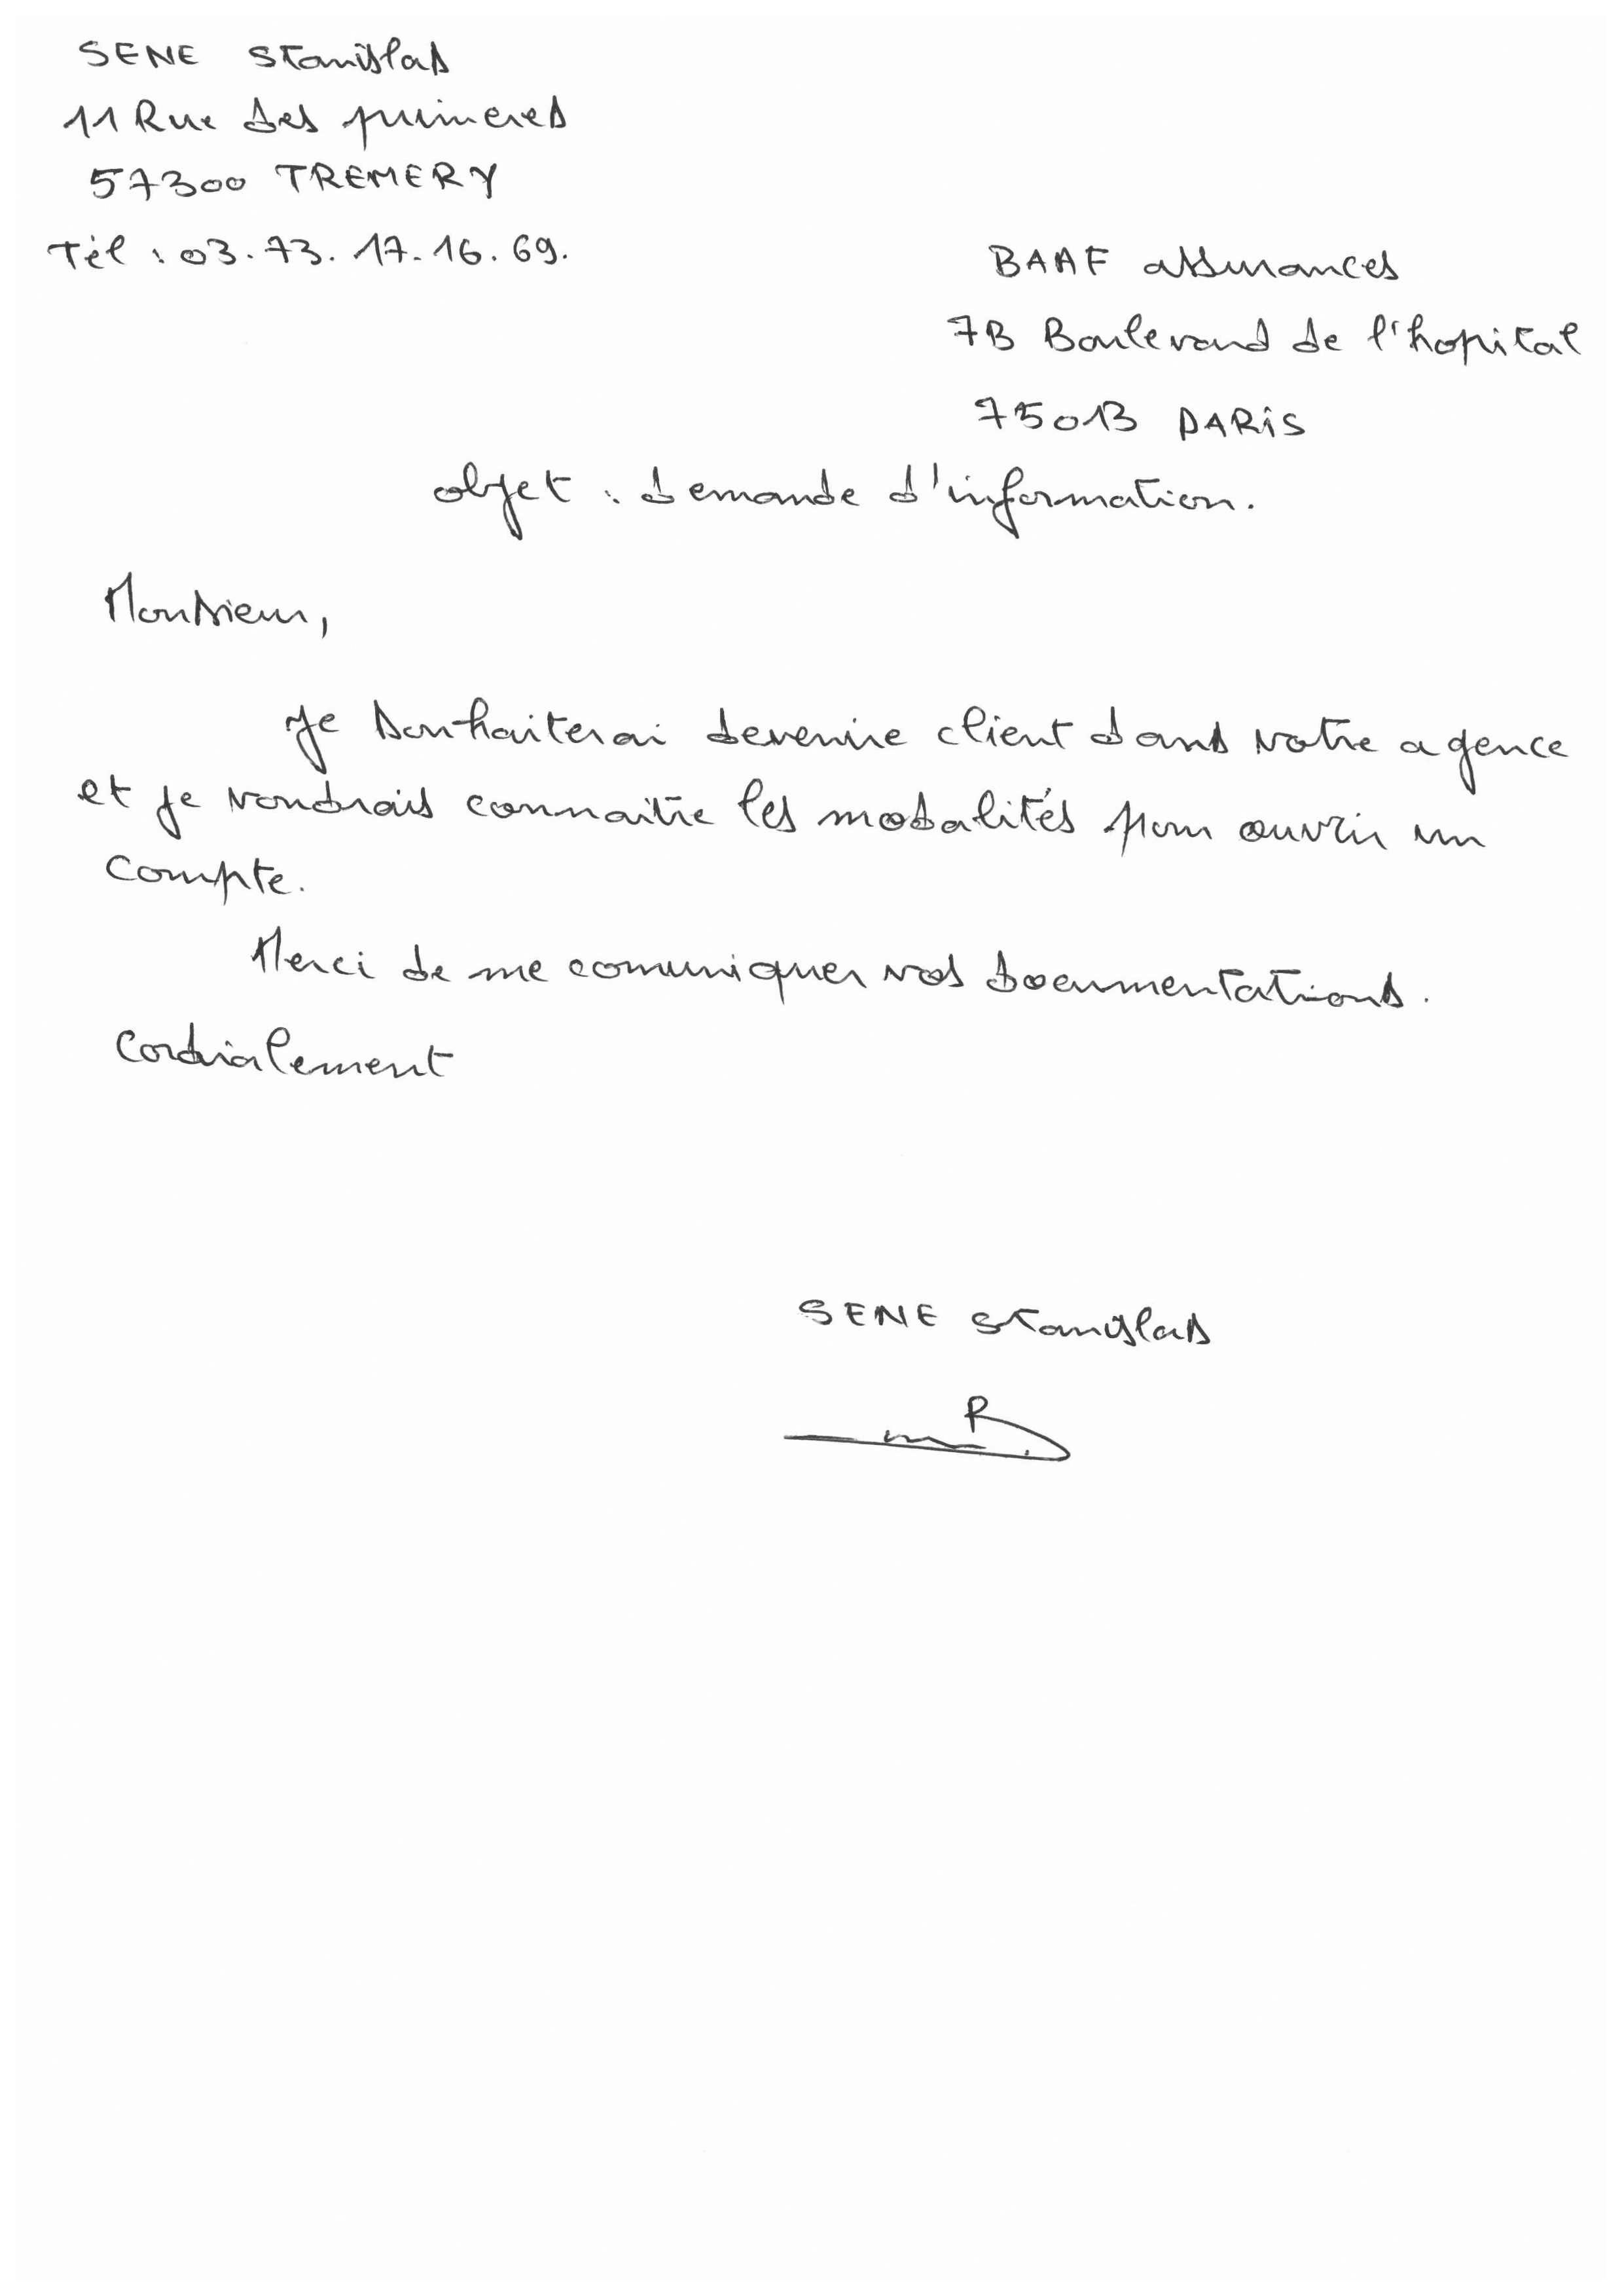 SENE Stanislas
11 Rue des primeres
57300 TREMERY
Tél : 03.73.17.16.69.
BAAF assurances
7B Boulevard de l'hopital
75013 PARIS
objet : demande d'information.
Monsieur,
Je souhaiterai devenire client dans votre agence
et je voudrais connaitre les modalités pour ouvrir un
compte.
Merci de me comuniquer vos documentations.
Cordialement
SENE Stanislas